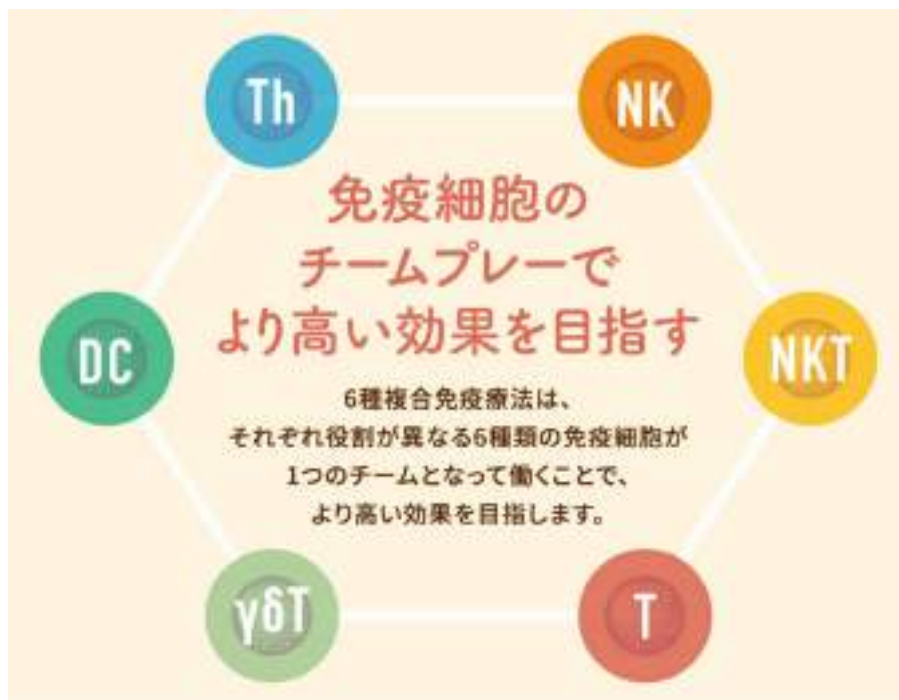 Th
NK
免疫細胞の
チームプレーで
より高い効果を目指す
DC
NKT
6種複合免疫療法は、
それぞれ役割が異なる6種類の免疫細胞が
1つのチームとなって働くことで、
より高い効果を目指します。
γδT
T